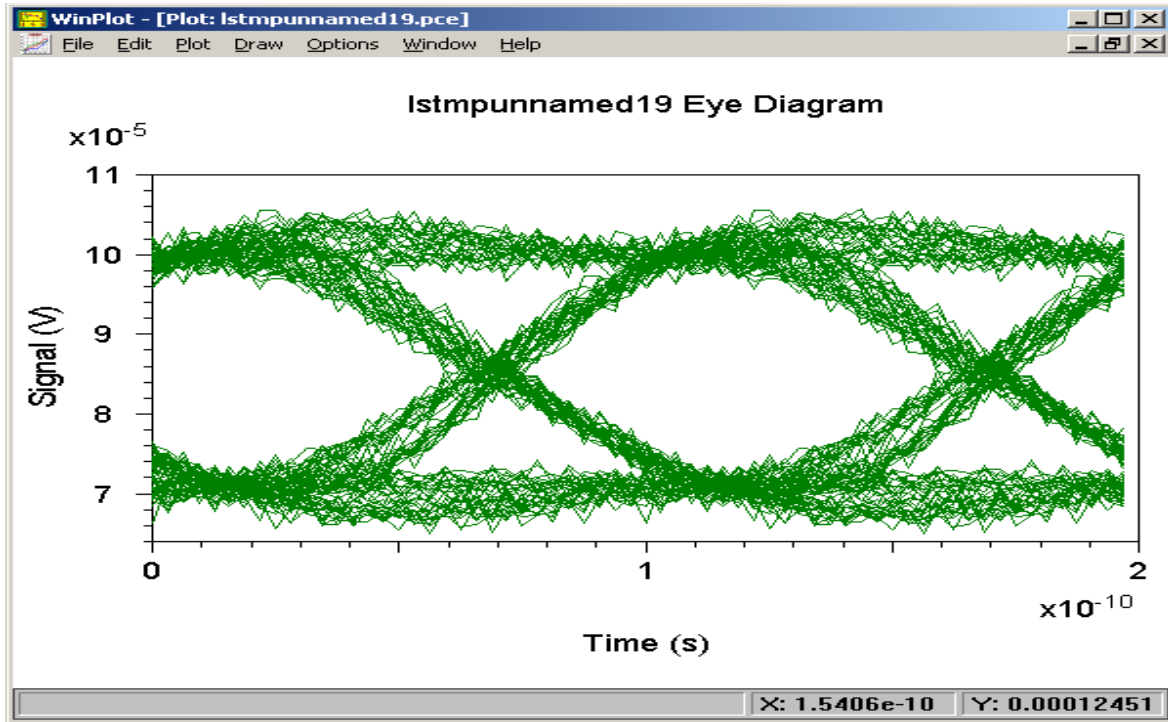 WinPlot - [Plot: lstmpunnamed19.pce]
File Edit Plot Draw Options Window Help
lstmpunnamed19 Eye Diagram
x10-5
11
10
9
8
7
Signal (V)
0 1 2
x10-10
Time (s)
X: 1.5406e-10 Y: 0.00012451